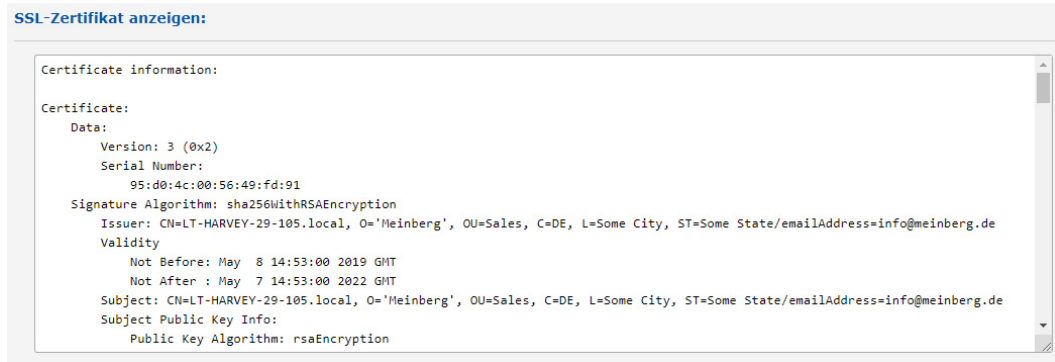 SSL-Zertifikat anzeigen:
Certificate information:
Certificate:
Data:
Version: 3 (0x2)
Serial Number:
95:d0:4c:00:56:49:fd:91
Signature Algorithm: sha256WithRSAEncryption
Issuer: CN=LT-HARVEY-29-105.local, O='Meinberg', OU=Sales, C=DE, L=Some City, ST=Some State/emailAddress=info@meinberg.de
Validity
Not Before: May  8 14:53:00 2019 GMT
Not After : May  7 14:53:00 2022 GMT
Subject: CN=LT-HARVEY-29-105.local, O='Meinberg', OU=Sales, C=DE, L=Some City, ST=Some State/emailAddress=info@meinberg.de
Subject Public Key Info:
Public Key Algorithm: rsaEncryption